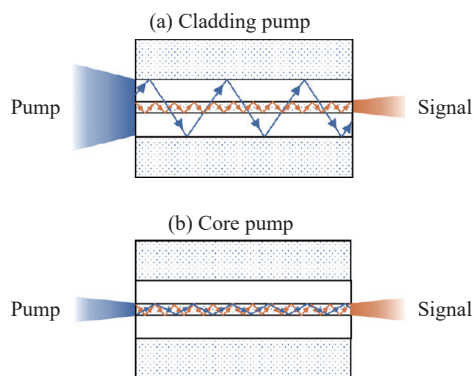 (a) Cladding pump
Pump
Signal
(b) Core pump
Pump
Signal